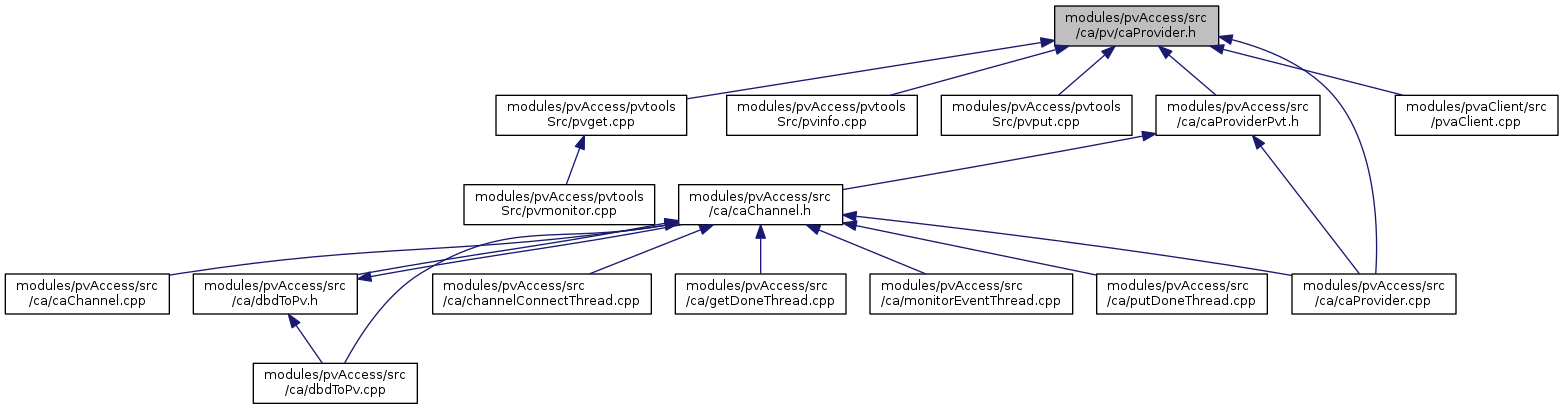 modules/pvAccess/src
/ca/pv/caProvider.h
modules/pvAccess/pvtools
Src/pvget.cpp
modules/pvAccess/pvtools
Src/pvinfo.cpp
modules/pvAccess/pvtools
Src/pvput.cpp
modules/pvAccess/src
/ca/caProviderPvt.h
modules/pvaClient/src
/pvaClient.cpp
modules/pvAccess/pvtools
Src/pvmonitor.cpp
modules/pvAccess/src
/ca/caChannel.h
modules/pvAccess/src
/ca/caChannel.cpp
modules/pvAccess/src
/ca/dbdToPv.h
modules/pvAccess/src
/ca/channelConnectThread.cpp
modules/pvAccess/src
/ca/getDoneThread.cpp
modules/pvAccess/src
/ca/monitorEventThread.cpp
modules/pvAccess/src
/ca/putDoneThread.cpp
modules/pvAccess/src
/ca/caProvider.cpp
modules/pvAccess/src
/ca/dbdToPv.cpp